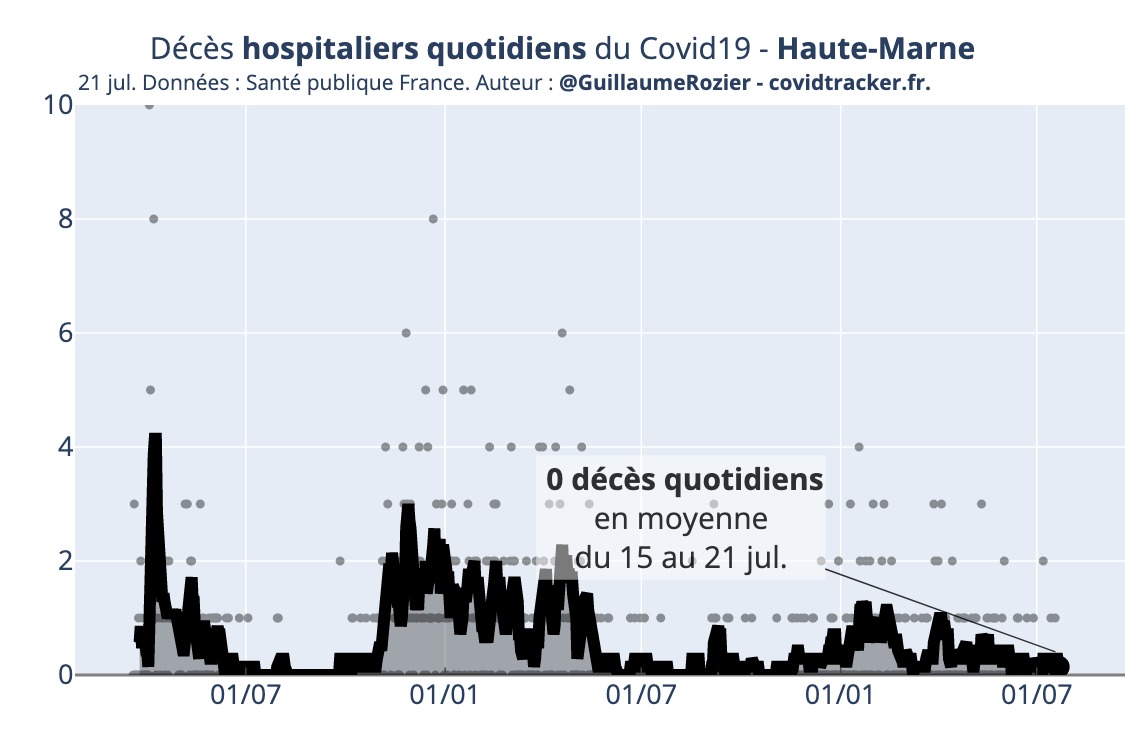 Décès hospitaliers quotidiens du Covid19 - Haute-Marne
21 jul. Données : Santé publique France. Auteur : @GuillaumeRozier - covidtracker.fr.
10
8
6
4
0 décès quotidiens
en moyenne
du 15 au 21 jul.
2
0
01/07 01/01 01/07 01/01 01/07